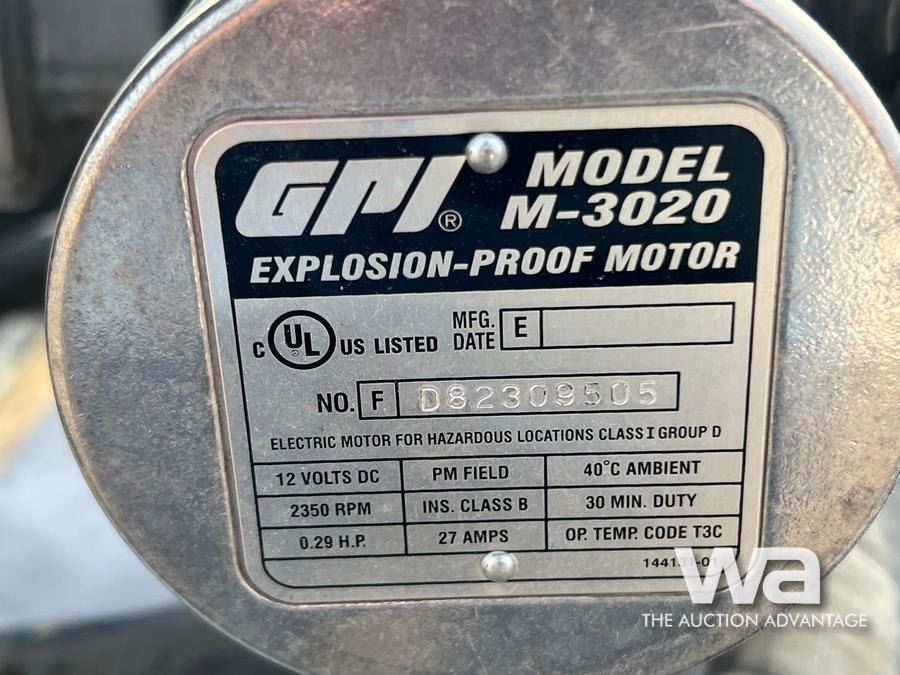 GPI® MODEL
M-3020
EXPLOSION-PROOF MOTOR
C UL US LISTED MFG. DATE E
NO. F D82309505
ELECTRIC MOTOR FOR HAZARDOUS LOCATIONS CLASS I GROUP D
12 VOLTS DC PM FIELD 40°C AMBIENT
2350 RPM INS. CLASS B 30 MIN. DUTY
0.29 H.P. 27 AMPS OP. TEMP. CODE T3C
wa
THE AUCTION ADVANTAGE